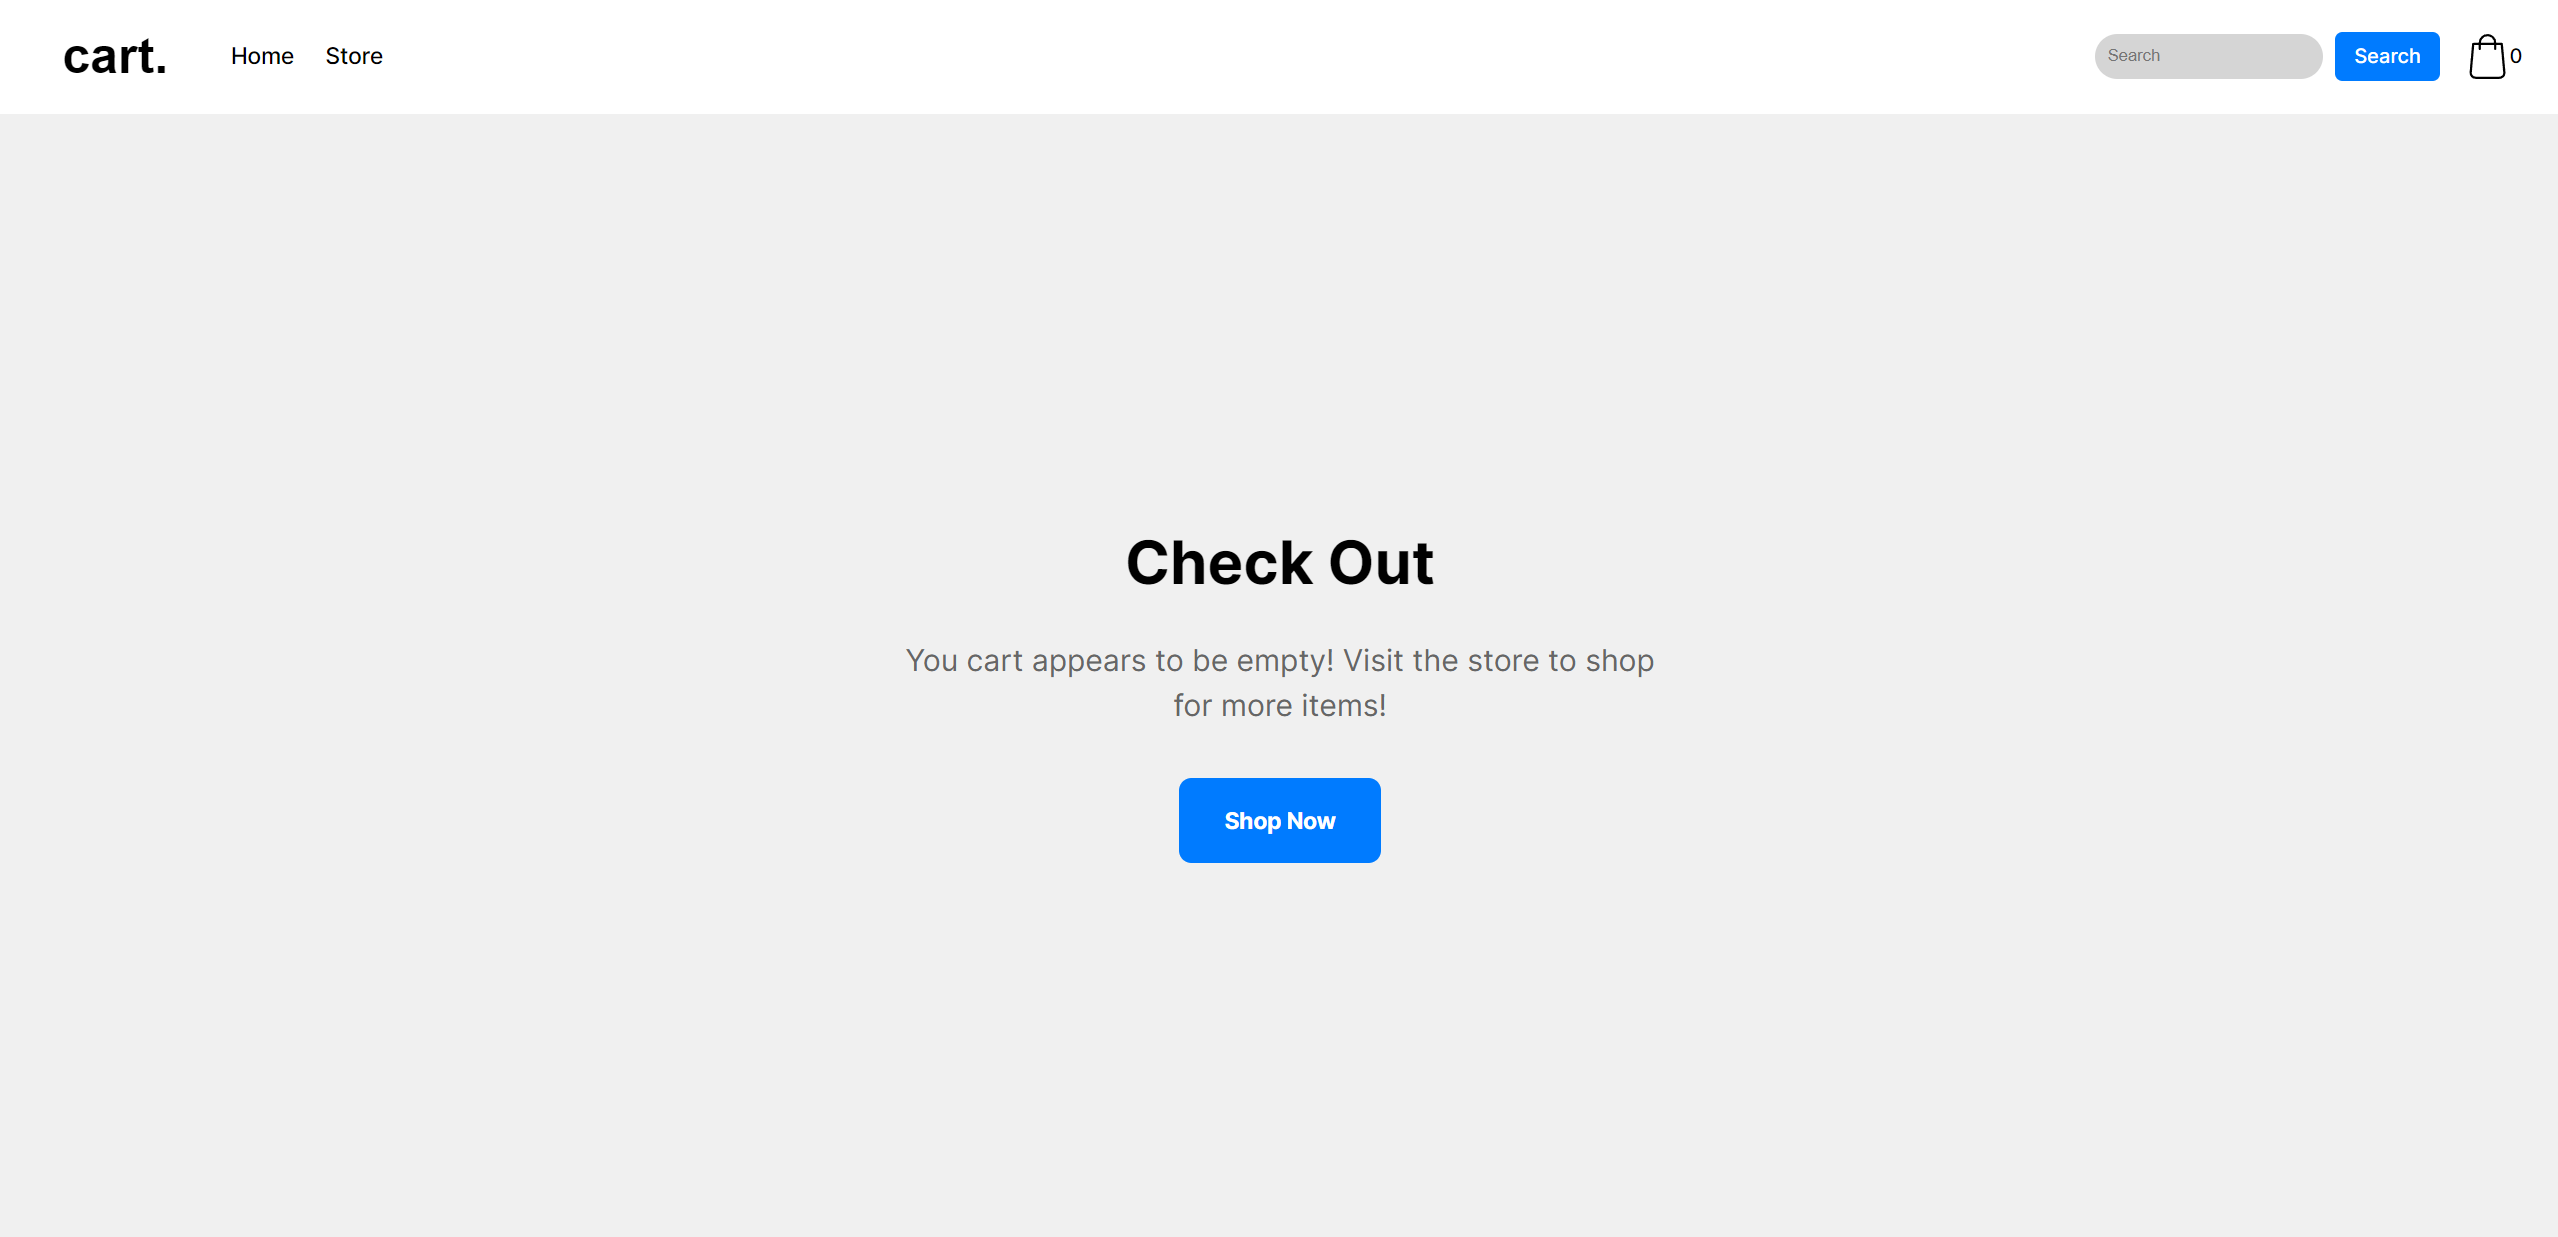 cart.
Home
Store
Search
Search
0
Check Out
You cart appears to be empty! Visit the store to shop
for more items!
Shop Now